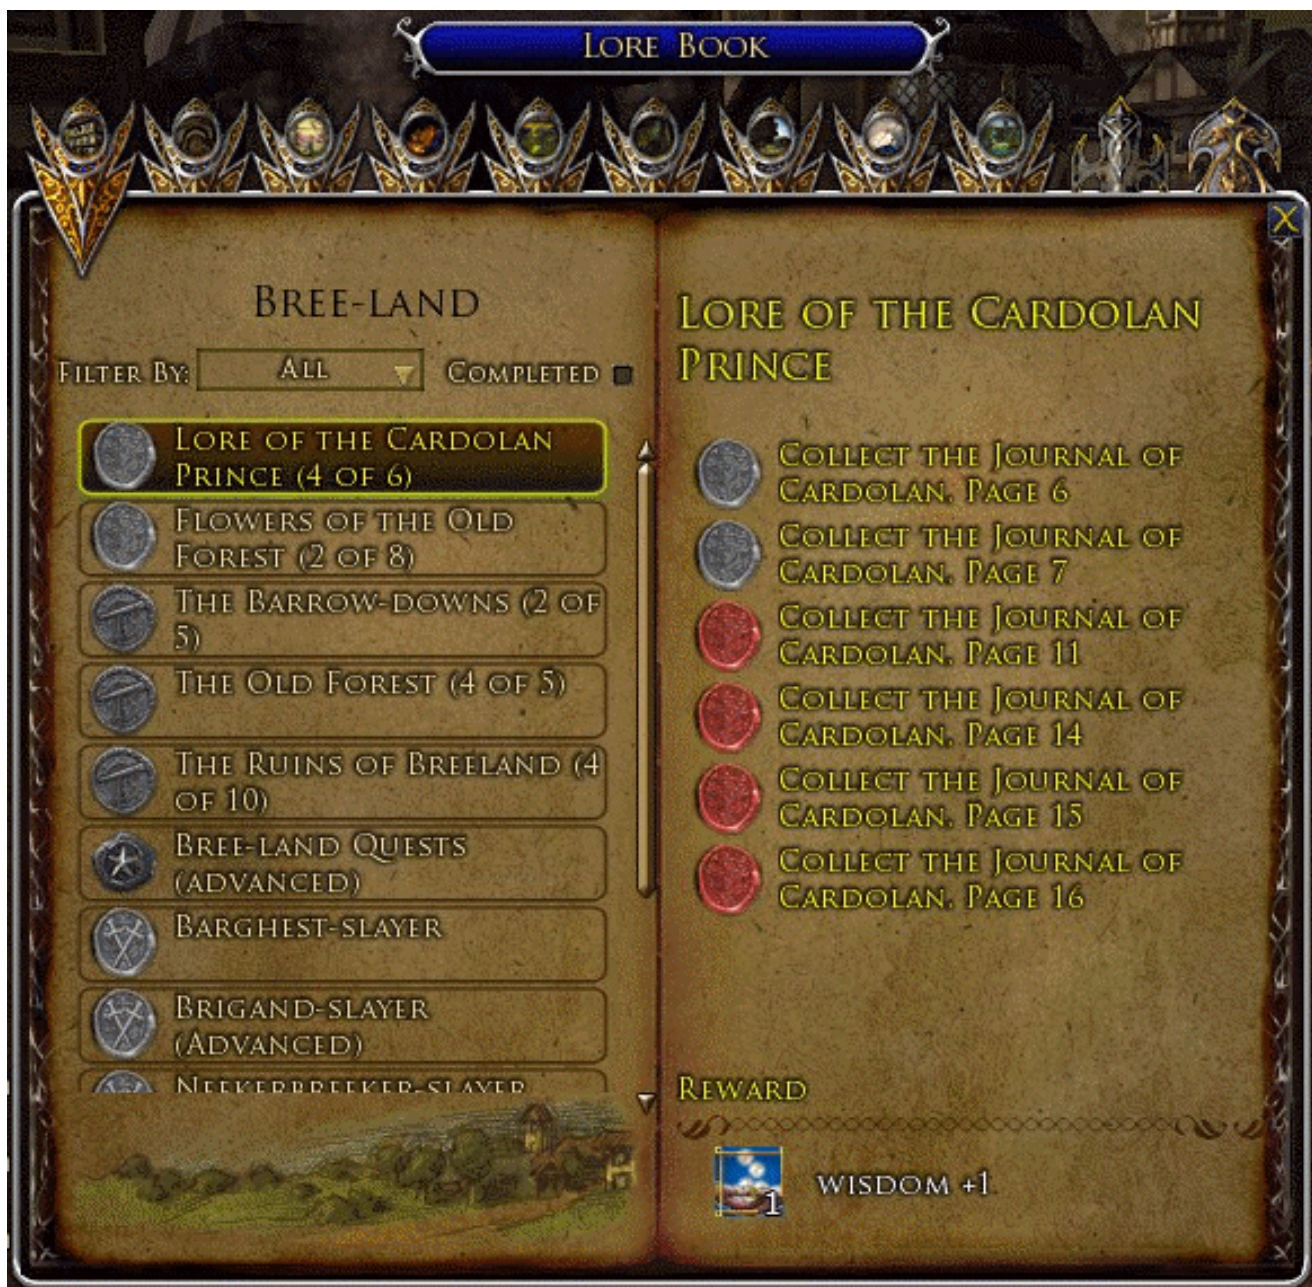 LORE BOOK
BREE-LAND
FILTER BY:
ALL
COMPLETED
LORE OF THE CARDOLAN
PRINCE (4 OF 6)
FLOWERS OF THE OLD
FOREST (2 OF 8)
THE BARROW-DOWNS (2 OF
5)
THE OLD FOREST (4 OF 5)
THE RUINS OF BREELAND (4
OF 10)
BREE-LAND QUESTS
(ADVANCED)
BARGHEST-SLAYER
BRIGAND-SLAYER
(ADVANCED)
NEEKERBREEKER-SLAYER
LORE OF THE CARDOLAN
PRINCE
COLLECT THE JOURNAL OF
CARDOLAN, PAGE 6
COLLECT THE JOURNAL OF
CARDOLAN, PAGE 7
COLLECT THE JOURNAL OF
CARDOLAN, PAGE 11
COLLECT THE JOURNAL OF
CARDOLAN, PAGE 14
COLLECT THE JOURNAL OF
CARDOLAN, PAGE 15
COLLECT THE JOURNAL OF
CARDOLAN, PAGE 16
REWARD
1
WISDOM +1